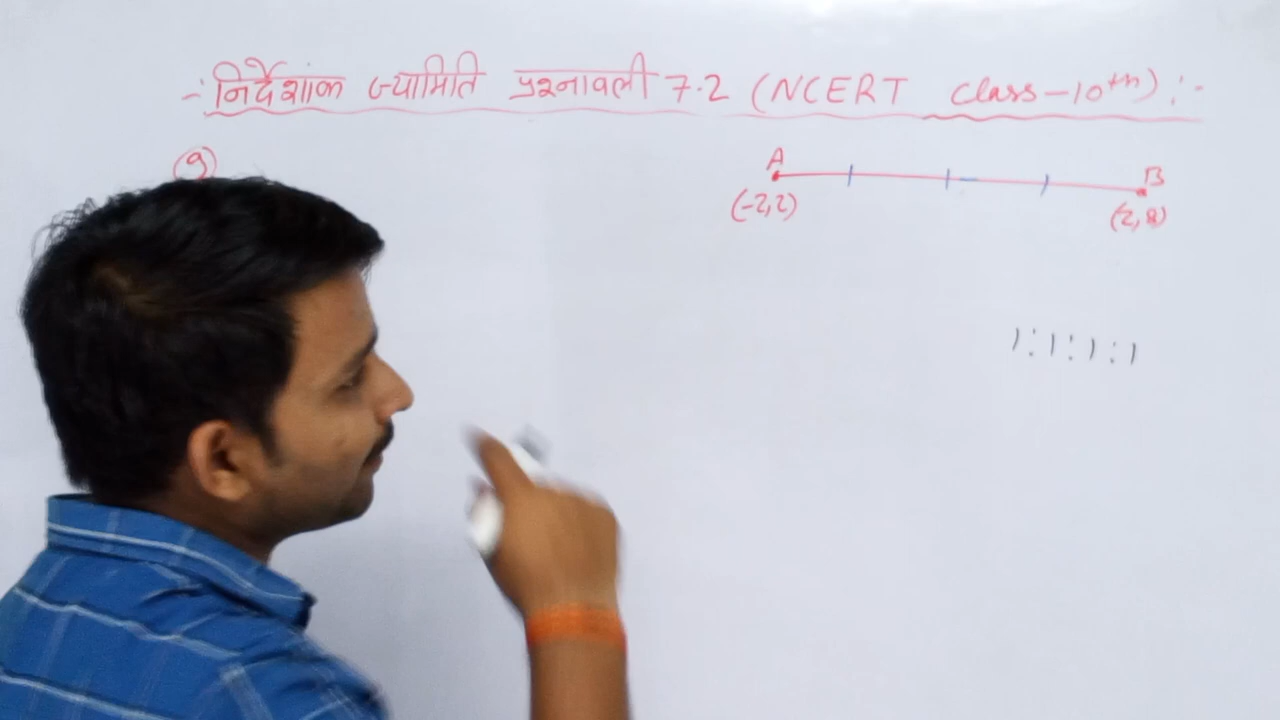 -: निर्देशांक ज्यामिति प्रश्नावली 7.2 (NCERT Class-10th) :-
9
A B
(-2,2) (2,8)
1:1:1:1